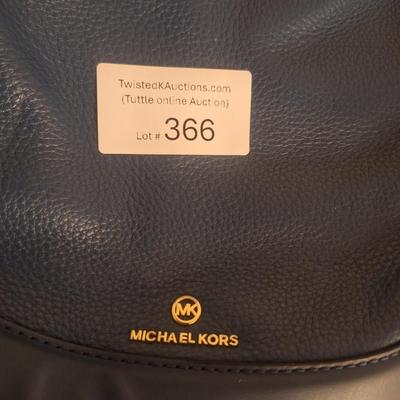 TwistedKAuctions.com
(Tuttle online Auction)
Lot # 366
MK
MICHAEL KORS